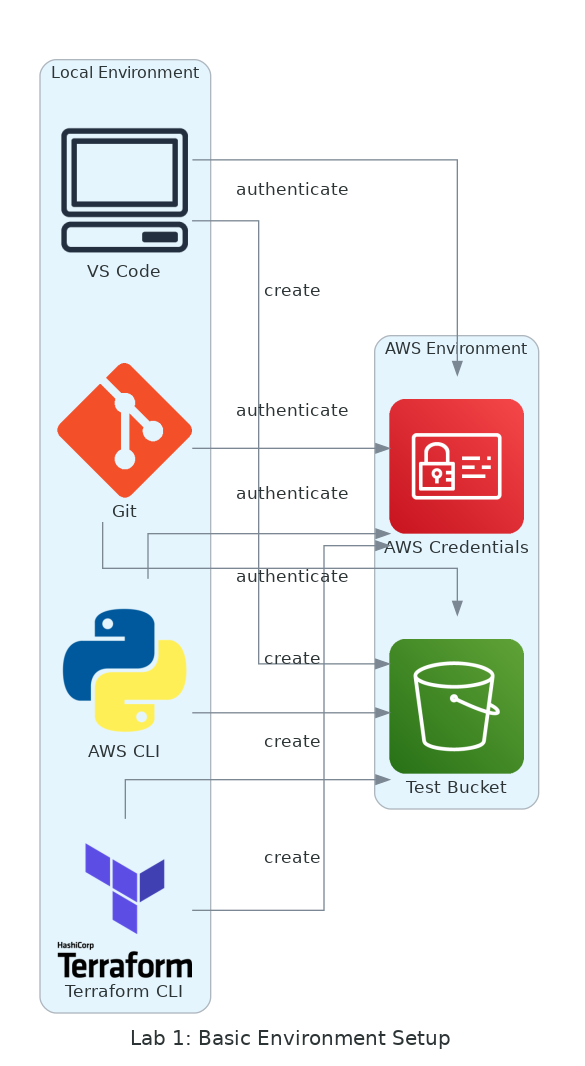 Local Environment
authenticate
VS Code
create
AWS Environment
authenticate
Git
authenticate
AWS Credentials
authenticate
create
AWS CLI
create
Test Bucket
create
HashiCorp
Terraform
Terraform CLI
Lab 1: Basic Environment Setup